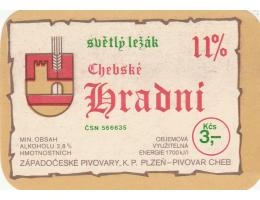 světlý ležák
11%
Chebské
Hradní
ČSN 566635
Kčs
3,-
MIN. OBSAH
ALKOHOLU 3,6%
HMOTNOSTNÍCH
OBJEMOVÁ
VYUŽITELNÁ
ENERGIE 1700 kJ/l
ZÁPADOČESKÉ PIVOVARY, K. P. PLZEŇ–PIVOVAR CHEB